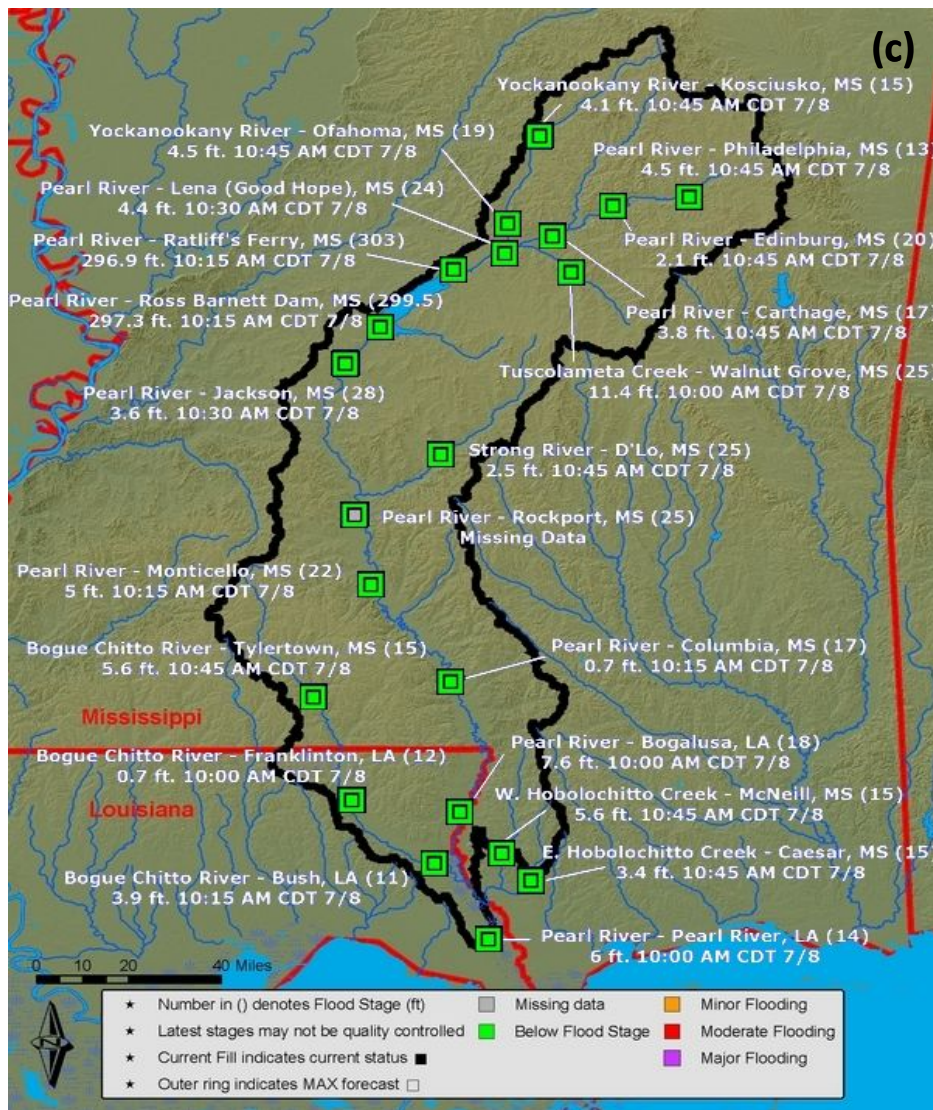 (c)
Yockanookany River - Kosciusko, MS (15)
4.1 ft. 10:45 AM CDT 7/8
Yockanookany River - Ofahoma, MS (19)
4.5 ft. 10:45 AM CDT 7/8
Pearl River - Philadelphia, MS (13)
4.5 ft. 10:45 AM CDT 7/8
Pearl River - Lena (Good Hope), MS (24)
4.4 ft. 10:30 AM CDT 7/8
Pearl River - Ratliff's Ferry, MS (303)
296.9 ft. 10:15 AM CDT 7/8
Pearl River - Edinburg, MS (20)
2.1 ft. 10:45 AM CDT 7/8
Pearl River - Ross Barnett Dam, MS (299.5)
297.3 ft. 10:15 AM CDT 7/8
Pearl River - Carthage, MS (17)
3.8 ft. 10:45 AM CDT 7/8
Tuscolameta Creek - Walnut Grove, MS (25)
11.4 ft. 10:00 AM CDT 7/8
Pearl River - Jackson, MS (28)
3.6 ft. 10:30 AM CDT 7/8
Strong River - D'Lo, MS (25)
2.5 ft. 10:45 AM CDT 7/8
Pearl River - Rockport, MS (25)
Missing Data
Pearl River - Monticello, MS (22)
5 ft. 10:15 AM CDT 7/8
Bogue Chitto River - Tylertown, MS (15)
5.6 ft. 10:45 AM CDT 7/8
Pearl River - Columbia, MS (17)
0.7 ft. 10:15 AM CDT 7/8
Mississippi
Bogue Chitto River - Franklinton, LA (12)
0.7 ft. 10:00 AM CDT 7/8
Pearl River - Bogalusa, LA (18)
7.6 ft. 10:00 AM CDT 7/8
Louisiana
W. Hobolochitto Creek - McNeill, MS (15)
5.6 ft. 10:45 AM CDT 7/8
E. Hobolochitto Creek - Caesar, MS (15)
3.4 ft. 10:45 AM CDT 7/8
Bogue Chitto River - Bush, LA (11)
3.9 ft. 10:15 AM CDT 7/8
Pearl River - Pearl River, LA (14)
6 ft. 10:00 AM CDT 7/8
0 10 20 40 Miles
Number in () denotes Flood Stage (ft)
Latest stages may not be quality controlled
Current Fill indicates current status
Outer ring indicates MAX forecast
Missing data
Below Flood Stage
Minor Flooding
Moderate Flooding
Major Flooding
N